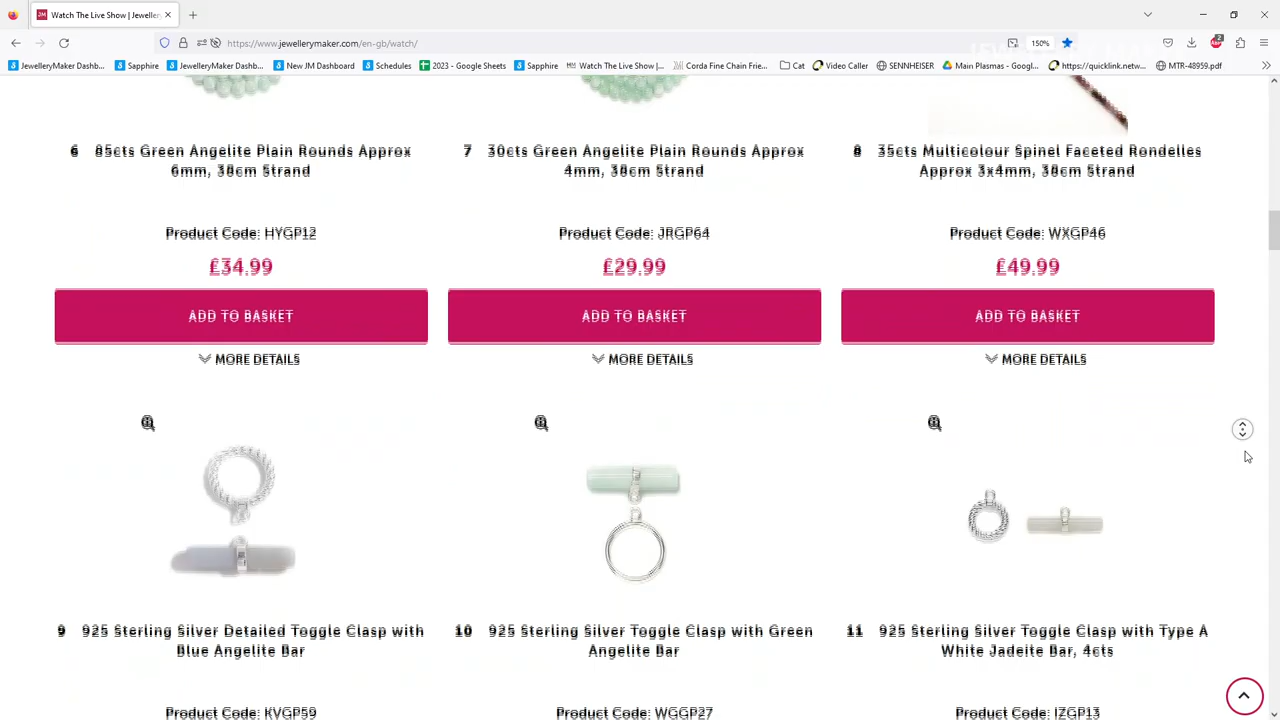 Watch The Live Show | Jeweller
https://www.jewellerymaker.com/en-gb/watch/
150%
2
JewelleryMaker Dashb...
Sapphire
JewelleryMaker Dashb...
New JM Dashboard
Schedules
2023 - Google Sheets
Sapphire
Watch The Live Show |...
Corda Fine Chain Frie...
Cat
Video Caller
SENNHEISER
Main Plasmas - Googl...
https://quicklink.netw...
MTR-48959.pdf
6 85cts Green Angelite Plain Rounds Approx
6mm, 38cm Strand
Product Code: HYGP12
£34.99
ADD TO BASKET
MORE DETAILS
7 30cts Green Angelite Plain Rounds Approx
4mm, 38cm Strand
Product Code: JRGP64
£29.99
ADD TO BASKET
MORE DETAILS
8 35cts Multicolour Spinel Faceted Rondelles
Approx 3x4mm, 38cm Strand
Product Code: WXGP46
£49.99
ADD TO BASKET
MORE DETAILS
9 925 Sterling Silver Detailed Toggle Clasp with
Blue Angelite Bar
Product Code: KVGP59
10 925 Sterling Silver Toggle Clasp with Green
Angelite Bar
Product Code: WGGP27
11 925 Sterling Silver Toggle Clasp with Type A
White Jadeite Bar, 4cts
Product Code: IZGP13